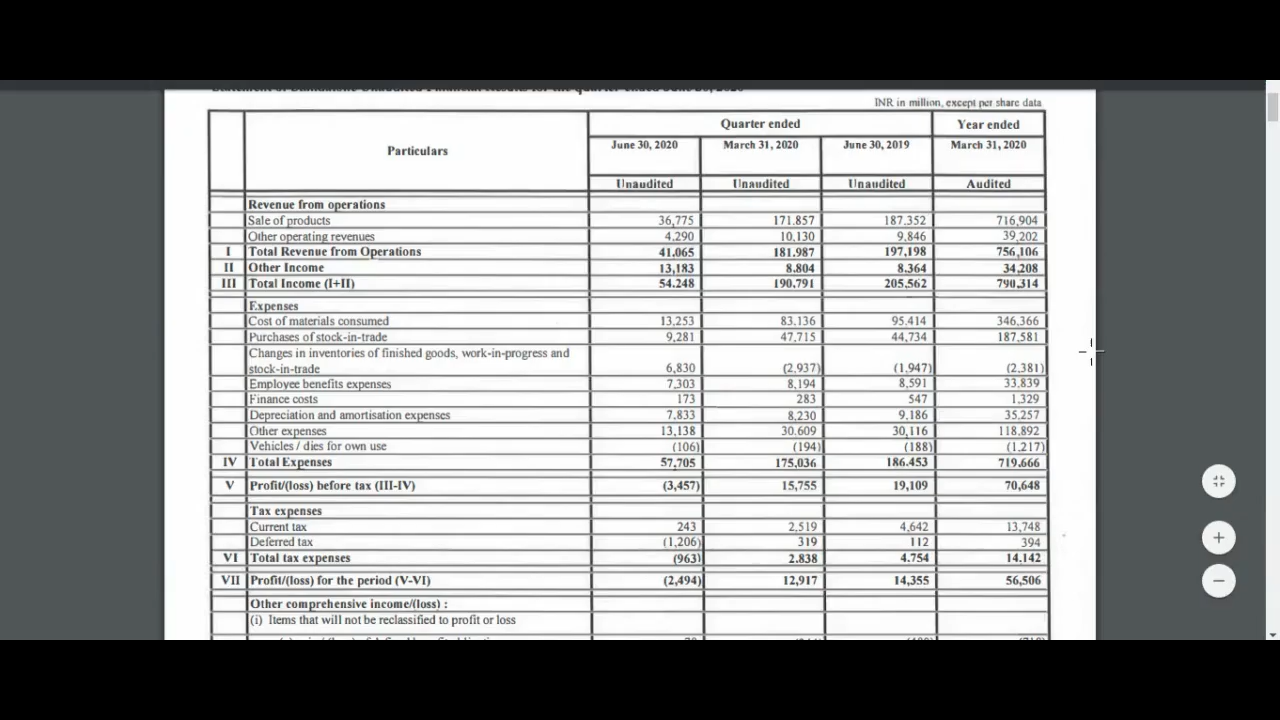 Statement of Standalone Unaudited Financial Results for the quarter ended June 30, 2020
INR in million, except per share data
Particulars Quarter ended Year ended
June 30, 2020 March 31, 2020 June 30, 2019 March 31, 2020
Unaudited Unaudited Unaudited Audited
Revenue from operations
Sale of products 36,775 171.857 187.352 716,904
Other operating revenues 4,290 10,130 9,846 39,202
I Total Revenue from Operations 41,065 181.987 197,198 756,106
II Other Income 13,183 8.804 8,364 34,208
III Total Income (I+II) 54.248 190.791 205,562 790,314
Expenses
Cost of materials consumed 13,253 83,136 95,414 346,366
Purchases of stock-in-trade 9,281 47,715 44,734 187,581
Changes in inventories of finished goods, work-in-progress and
stock-in-trade 6,830 (2,937) (1,947) (2,381)
Employee benefits expenses 7,303 8,194 8,591 33,839
Finance costs 173 283 547 1,329
Depreciation and amortisation expenses 7,833 8,230 9,186 35,257
Other expenses 13,138 30,609 30,116 118,892
Vehicles / dies for own use (106) (194) (188) (1,217)
IV Total Expenses 57,705 175,036 186.453 719,666
V Profit/(loss) before tax (III-IV) (3,457) 15,755 19,109 70,648
Tax expenses
Current tax 243 2,519 4,642 13,748
Deferred tax (1,206) 319 112 394
VI Total tax expenses (963) 2.838 4.754 14,142
VII Profit/(loss) for the period (V-VI) (2,494) 12,917 14,355 56,506
Other comprehensive income/(loss) :
(i) Items that will not be reclassified to profit or loss